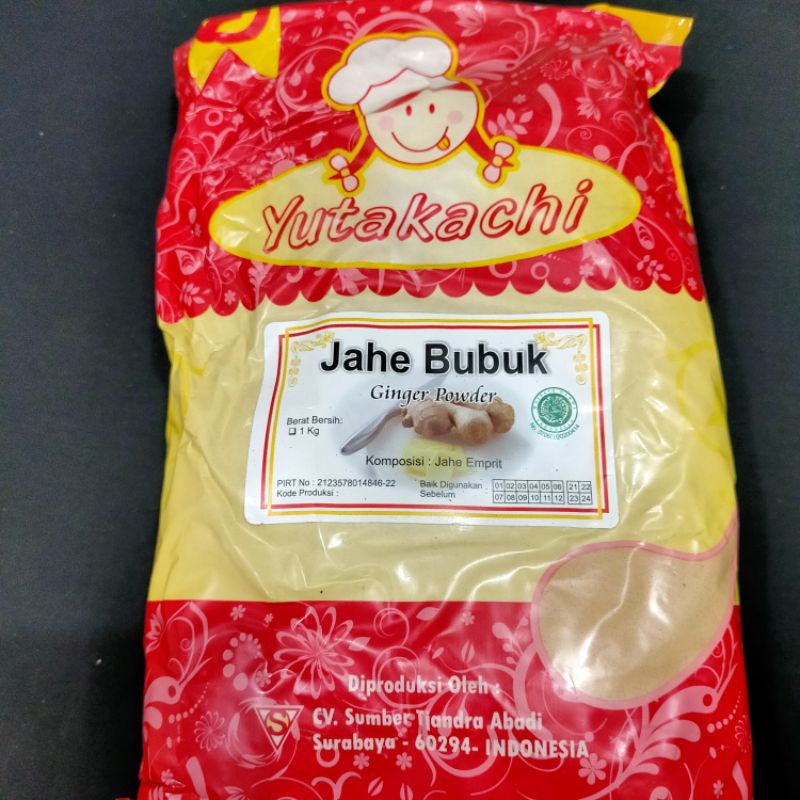 Yutakachi
Jahe Bubuk
Ginger Powder
Berat Bersih:
❑ 1 Kg
Komposisi : Jahe Emprit
PIRT No : 2123578014846-22
Kode Produksi :
Baik Digunakan
Sebelum :
01 02 03 04 05 06 21 22
07 08 09 10 11 12 23 24
Diproduksi Oleh :
S
CV. Sumber Tjandra Abadi
Surabaya - 60294- INDONESIA